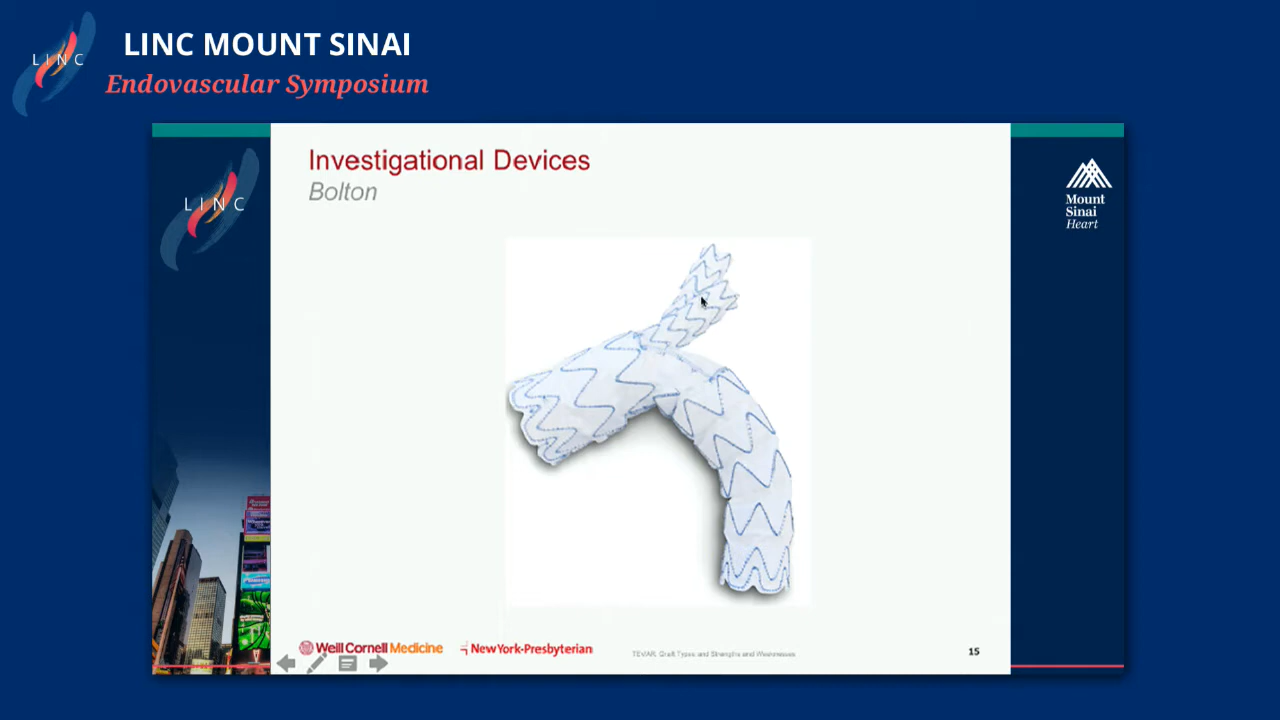 LINC MOUNT SINAI
Endovascular Symposium
LINC
LINC
Investigational Devices
Bolton
Mount
Sinai
Heart
Weill Cornell Medicine
NewYork-Presbyterian
TEVAR, Graft Types and Strengths and Weaknesses
15